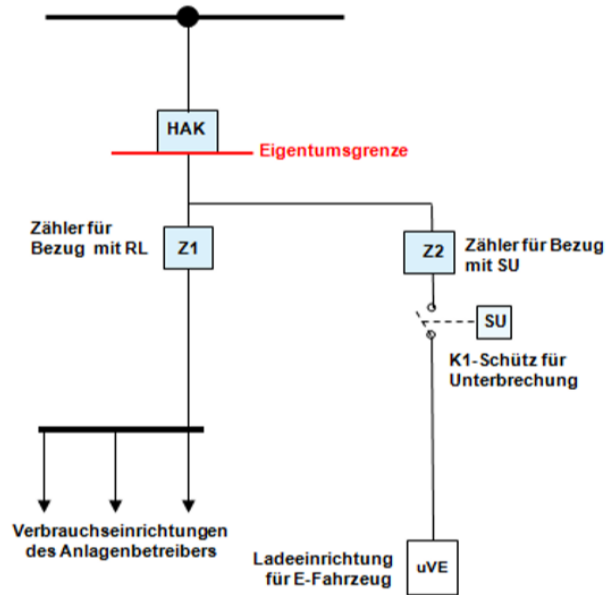 HAK
Eigentumsgrenze
Zähler für
Bezug mit RL
Z1
Z2
Zähler für Bezug
mit SU
SU
K1-Schütz für
Unterbrechung
Verbrauchseinrichtungen
des Anlagenbetreibers
Ladeeinrichtung
für E-Fahrzeug
uVE